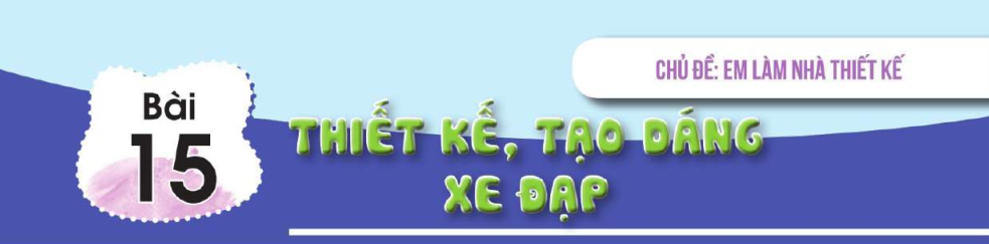 CHỦ ĐỀ: EM LÀM NHÀ THIẾT KẾ
Bài
15
THIẾT KẾ, TẠO DÁNG
XE ĐẠP